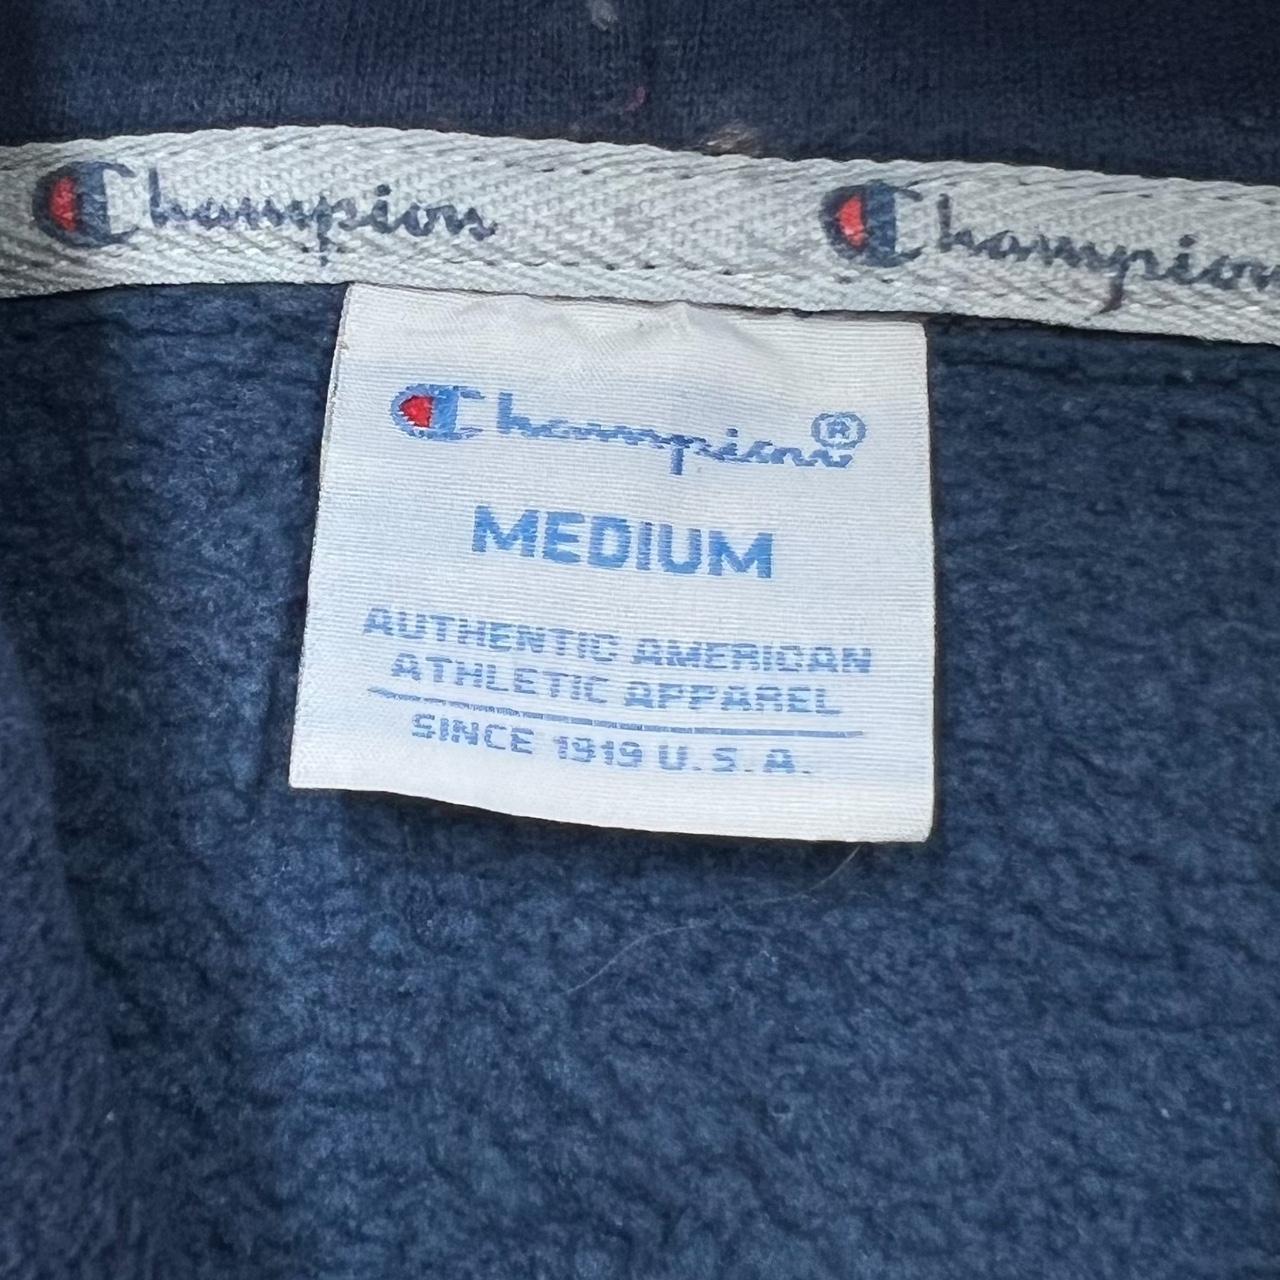 Champion Champion
Champion®
MEDIUM
AUTHENTIC AMERICAN
ATHLETIC APPAREL
SINCE 1919 U.S.A.